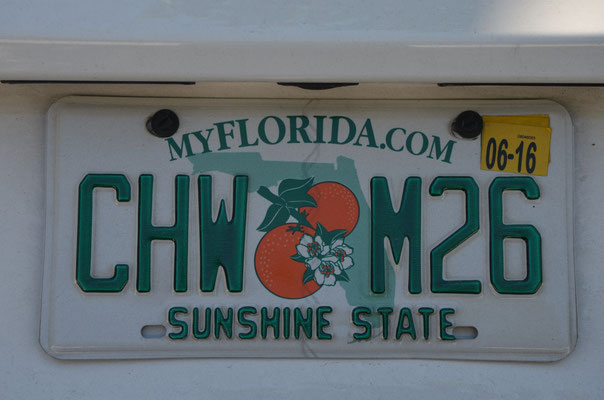 MYFLORIDA.COM
06-16
CHW M26
SUNSHINE STATE